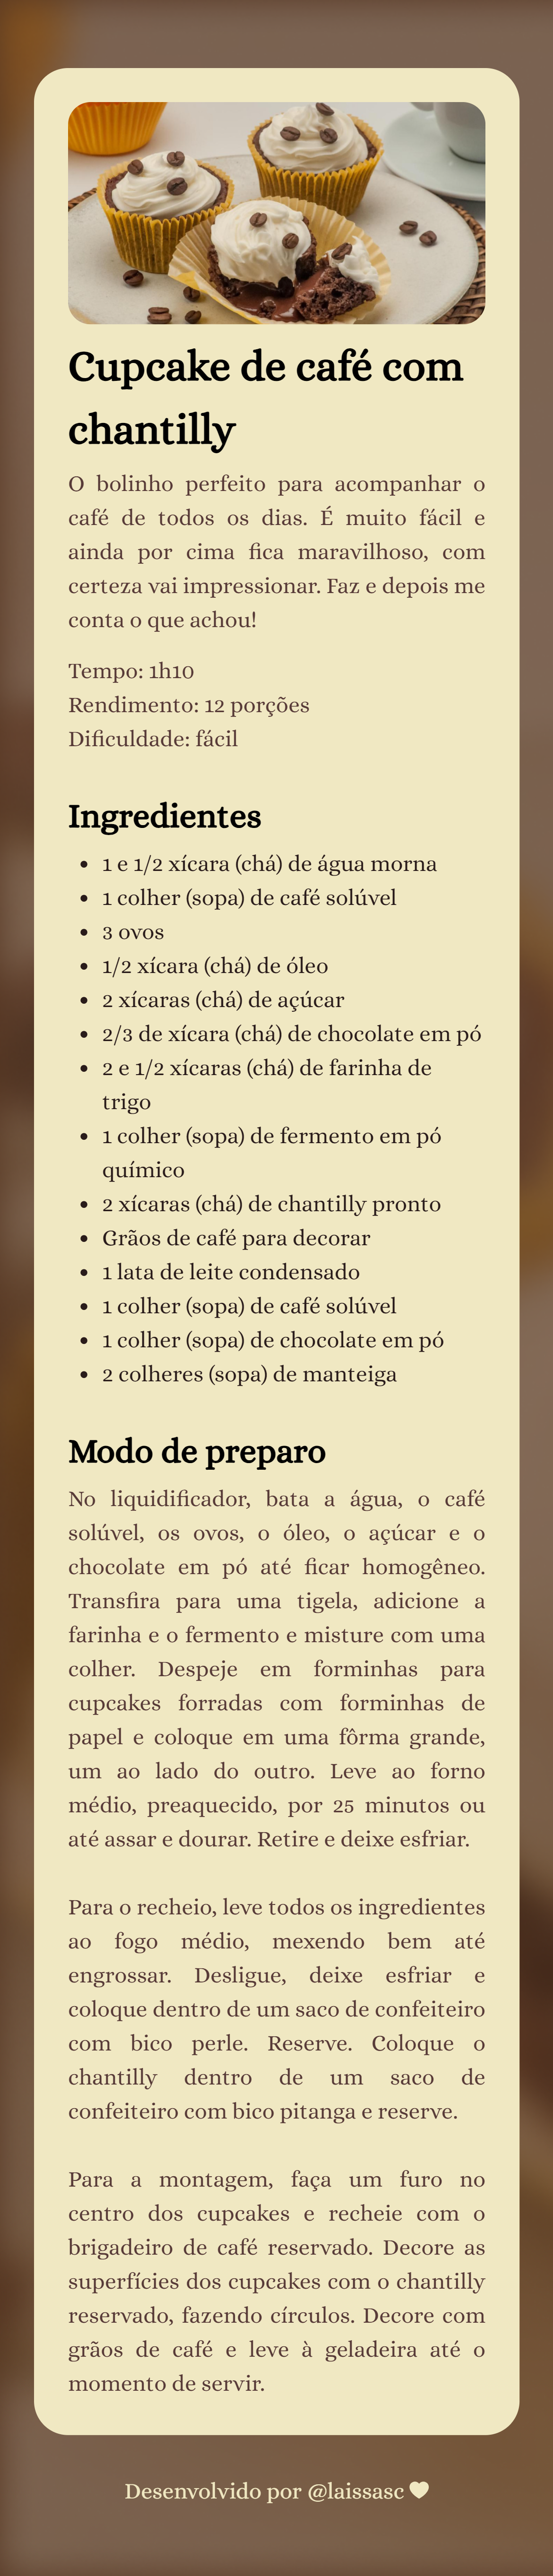 Cupcake de café com
chantilly
O bolinho perfeito para acompanhar o
café de todos os dias. É muito fácil e
ainda por cima fica maravilhoso, com
certeza vai impressionar. Faz e depois me
conta o que achou!
Tempo: 1h10
Rendimento: 12 porções
Dificuldade: fácil
Ingredientes
• 1 e 1/2 xícara (chá) de água morna
• 1 colher (sopa) de café solúvel
• 3 ovos
• 1/2 xícara (chá) de óleo
• 2 xícaras (chá) de açúcar
• 2/3 de xícara (chá) de chocolate em pó
• 2 e 1/2 xícaras (chá) de farinha de
trigo
• 1 colher (sopa) de fermento em pó
químico
• 2 xícaras (chá) de chantilly pronto
• Grãos de café para decorar
• 1 lata de leite condensado
• 1 colher (sopa) de café solúvel
• 1 colher (sopa) de chocolate em pó
• 2 colheres (sopa) de manteiga
Modo de preparo
No liquidificador, bata a água, o café
solúvel, os ovos, o óleo, o açúcar e o
chocolate em pó até ficar homogêneo.
Transfira para uma tigela, adicione a
farinha e o fermento e misture com uma
colher. Despeje em forminhas para
cupcakes forradas com forminhas de
papel e coloque em uma fôrma grande,
um ao lado do outro. Leve ao forno
médio, preaquecido, por 25 minutos ou
até assar e dourar. Retire e deixe esfriar.
Para o recheio, leve todos os ingredientes
ao fogo médio, mexendo bem até
engrossar. Desligue, deixe esfriar e
coloque dentro de um saco de confeiteiro
com bico perle. Reserve. Coloque o
chantilly dentro de um saco de
confeiteiro com bico pitanga e reserve.
Para a montagem, faça um furo no
centro dos cupcakes e recheie com o
brigadeiro de café reservado. Decore as
superfícies dos cupcakes com o chantilly
reservado, fazendo círculos. Decore com
grãos de café e leve à geladeira até o
momento de servir.
Desenvolvido por @laissasc 🤍